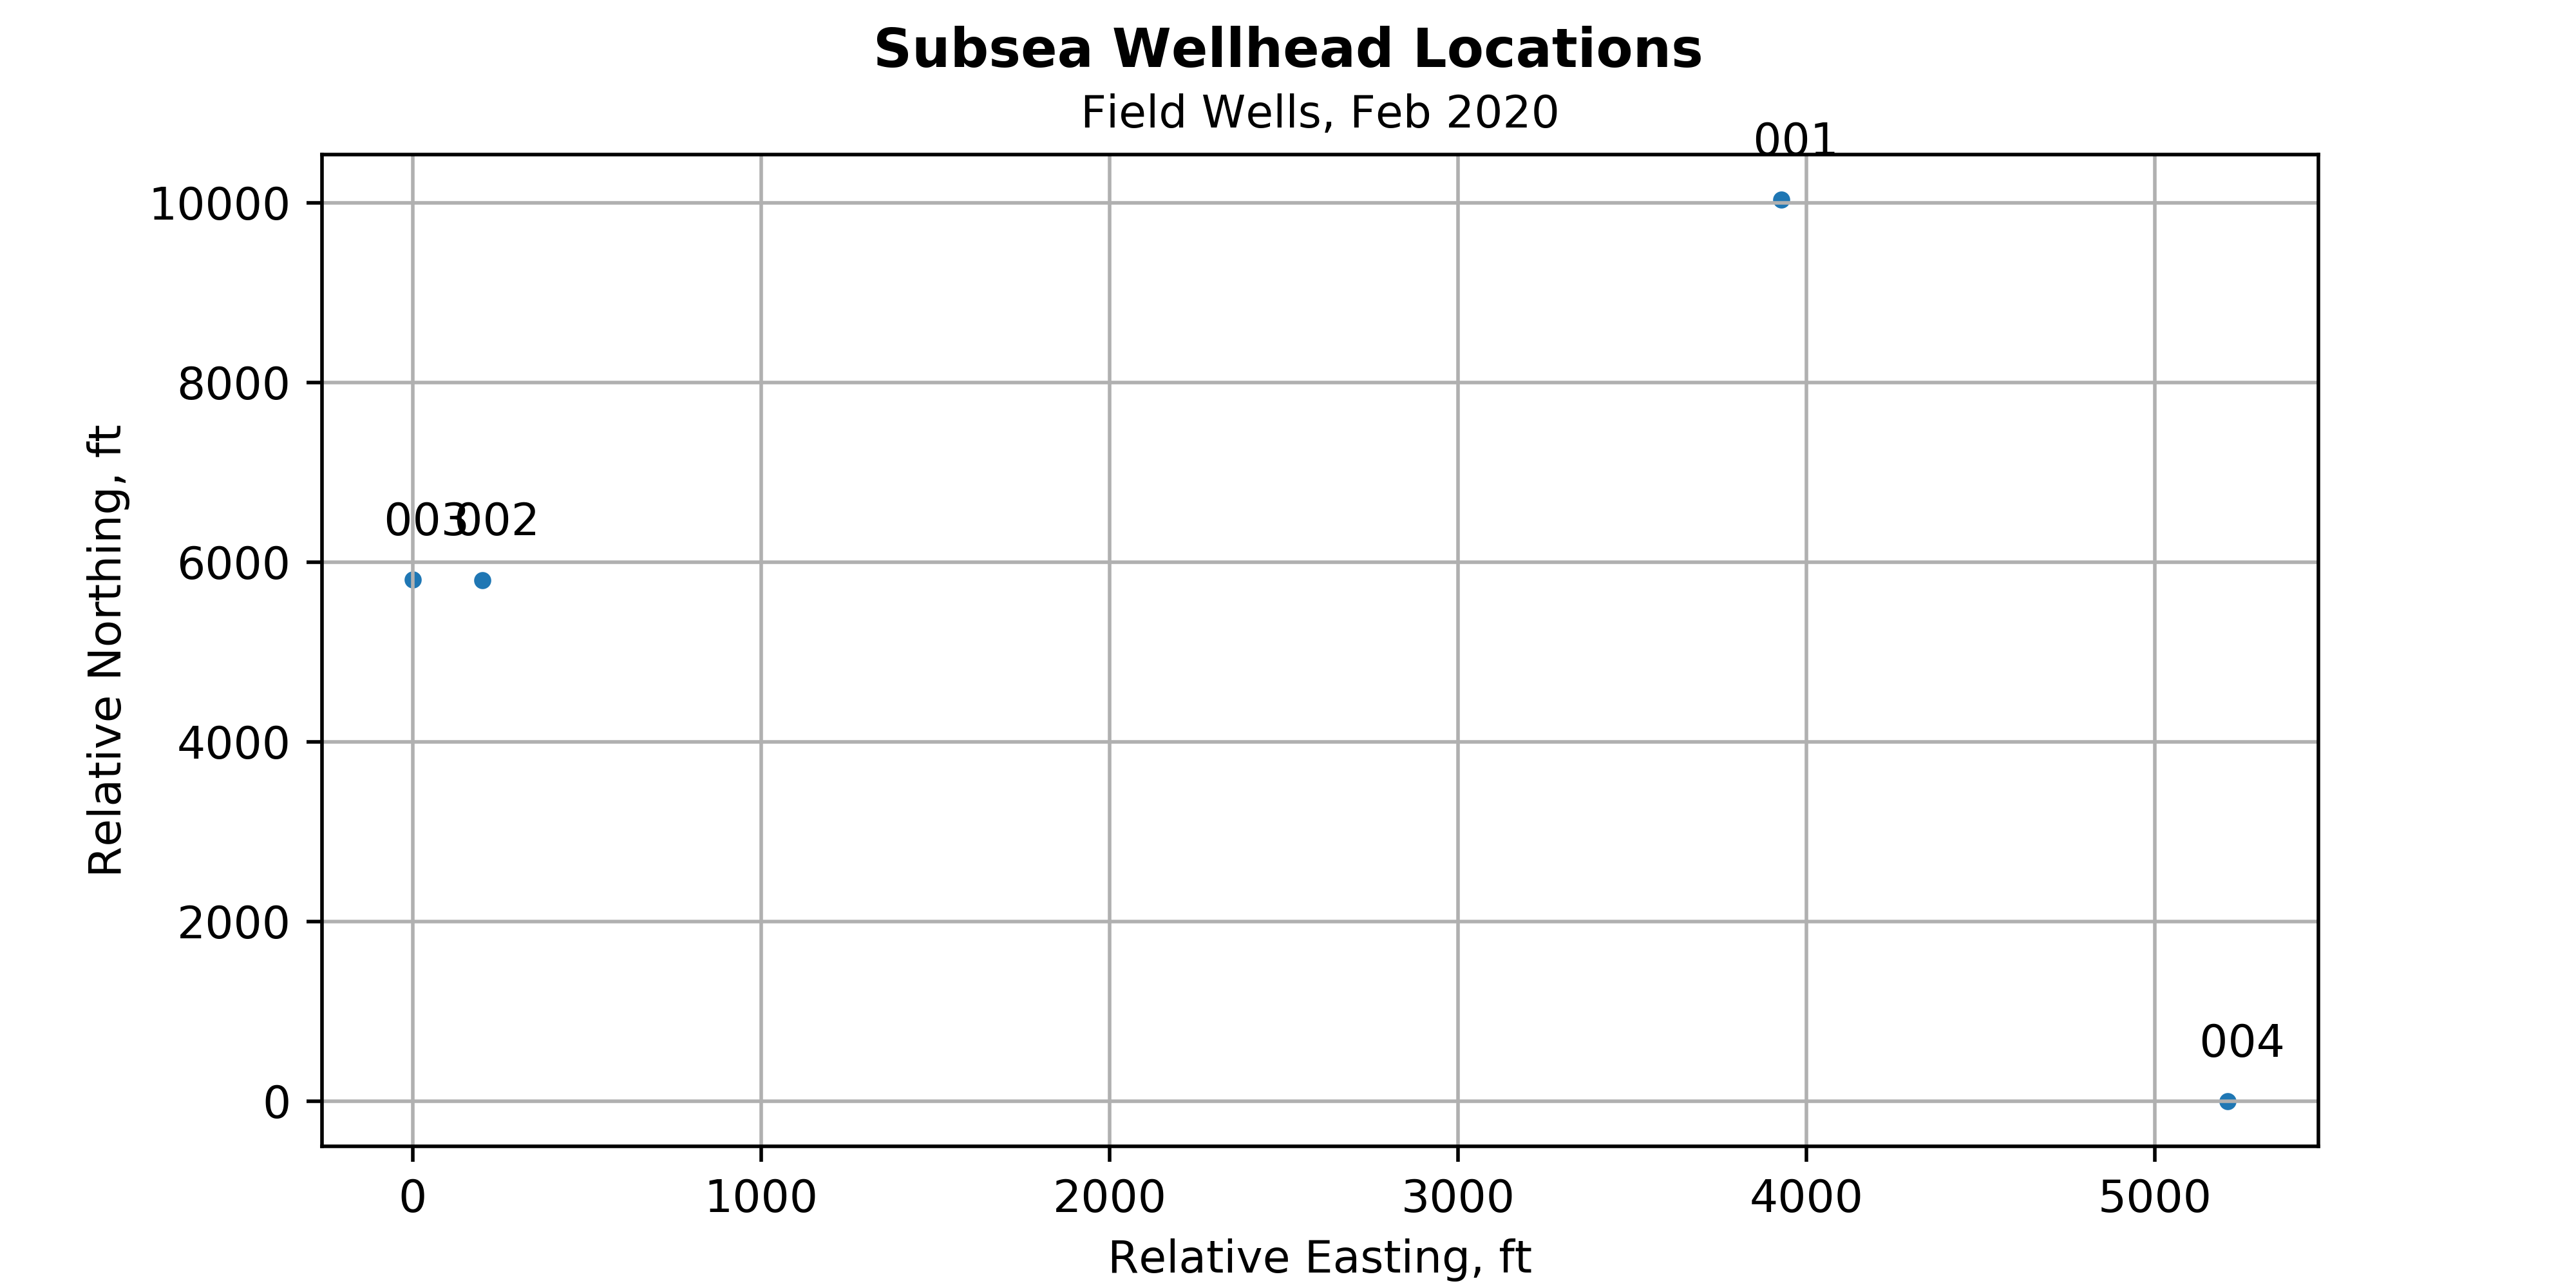 Subsea Wellhead Locations
Field Wells, Feb 2020
001
10000
8000
003
002
6000
4000
2000
004
0
Relative Northing, ft
0 1000 2000 3000 4000 5000
Relative Easting, ft